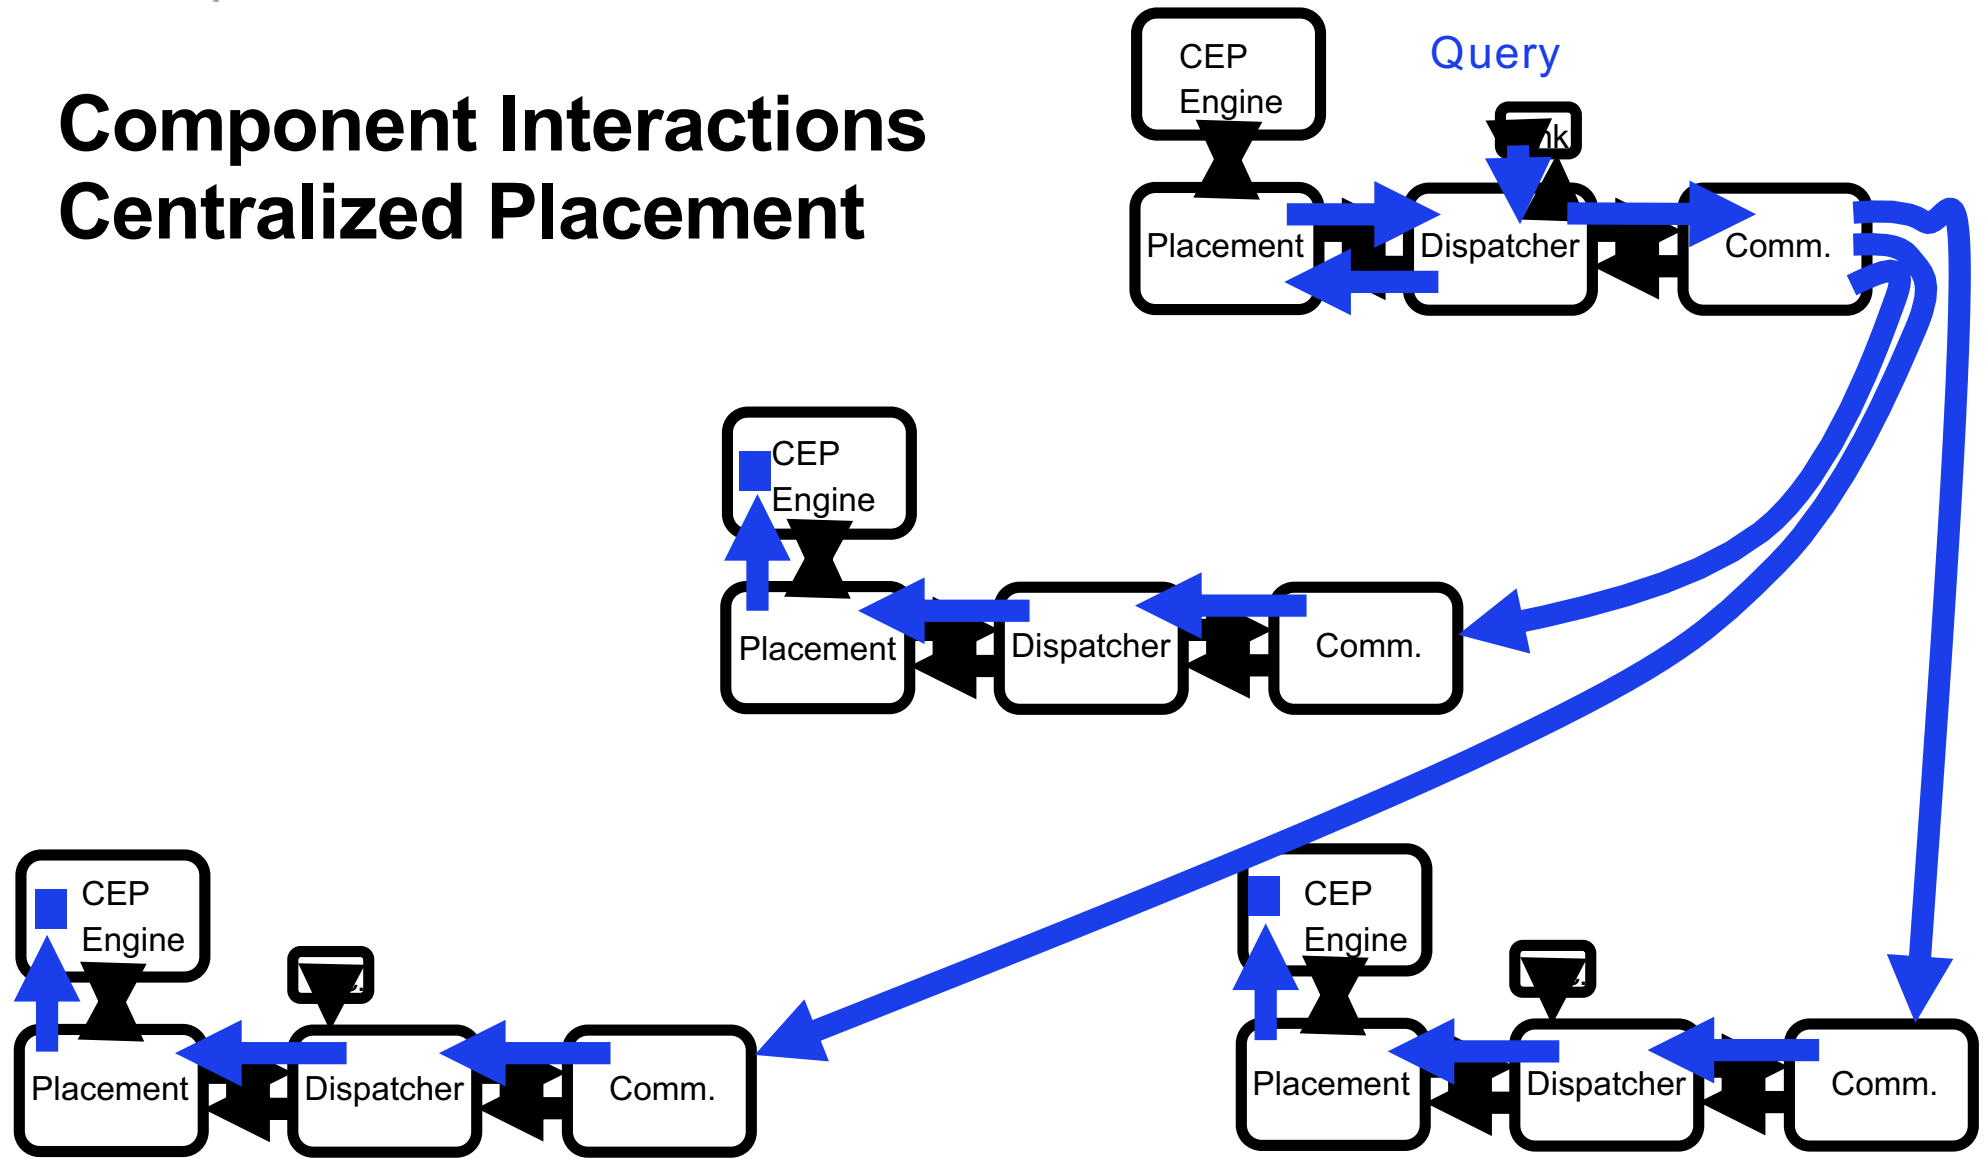 Component Interactions
Centralized Placement
Query
CEP
Engine
Placement
Dispatcher
Comm.
CEP
Engine
Placement
Dispatcher
Comm.
CEP
Engine
Placement
Dispatcher
Comm.
CEP
Engine
Placement
Dispatcher
Comm.